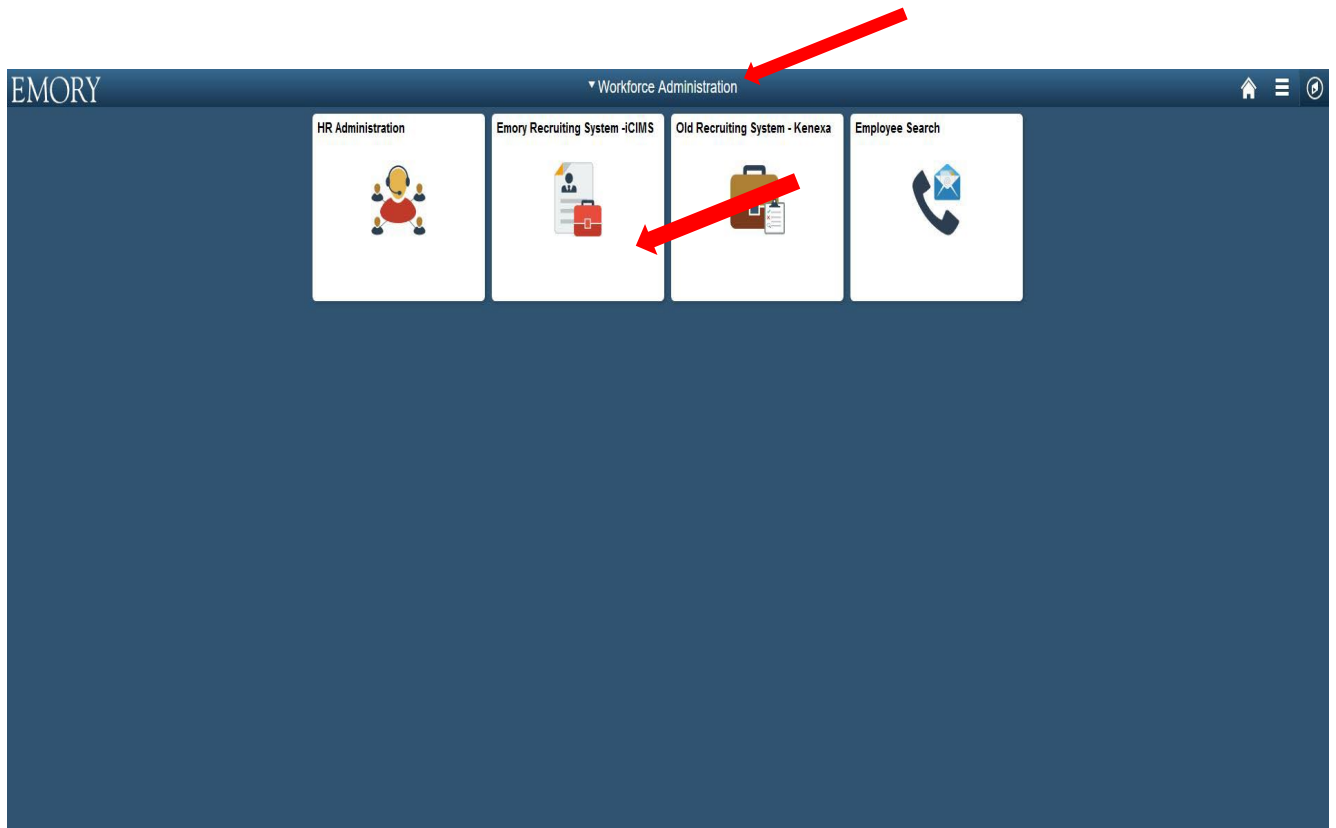 EMORY
▾ Workforce Administration
HR Administration
Emory Recruiting System -iCIMS
Old Recruiting System - Kenexa
Employee Search